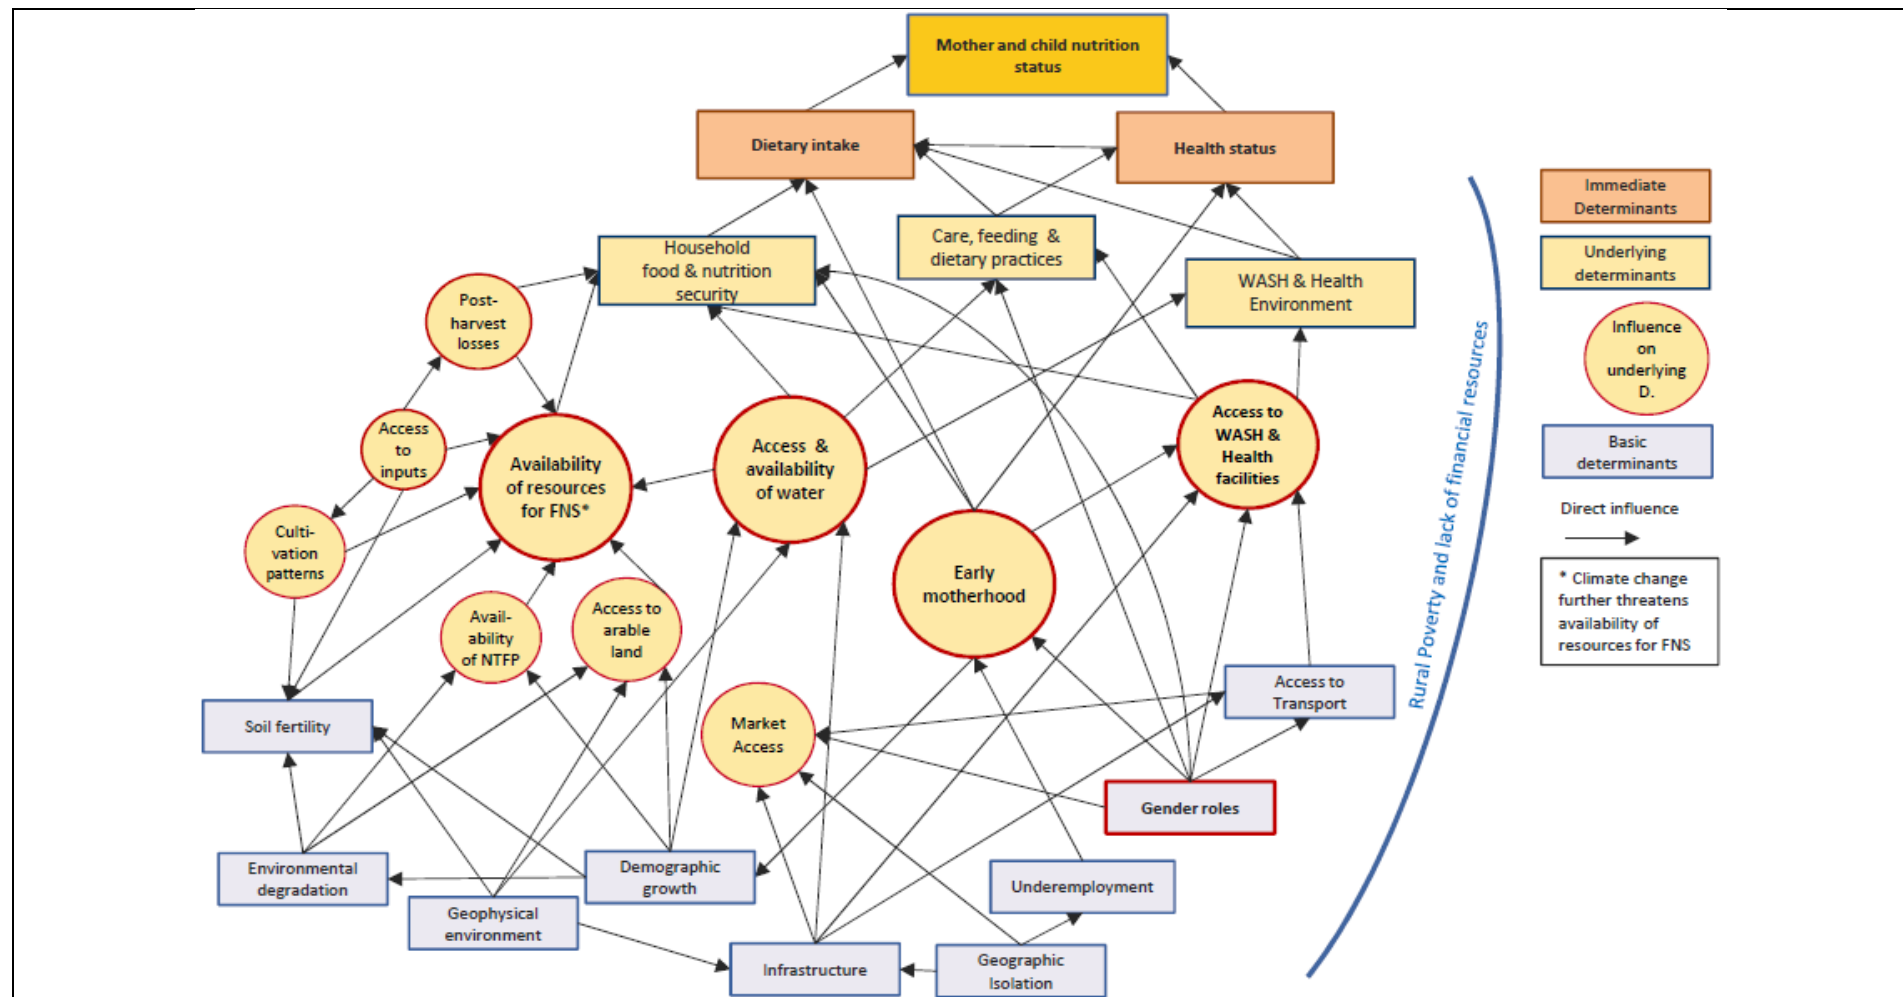 Mother and child nutrition
status
Dietary intake
Health status
Household
food & nutrition
security
Care, feeding &
dietary practices
WASH & Health
Environment
Post-
harvest
losses
Access
to
inputs
Culti-
vation
patterns
Availability
of resources
for FNS*
Access &
availability
of water
Access to
WASH &
Health
facilities
Early
motherhood
Avail-
ability
of NTFP
Access to
arable
land
Market
Access
Soil fertility
Access to
Transport
Gender roles
Environmental
degradation
Demographic
growth
Geophysical
environment
Underemployment
Infrastructure
Geographic
Isolation
Rural Poverty and lack of financial resources
Immediate
Determinants
Underlying
determinants
Influence
on
underlying
D.
Basic
determinants
Direct influence
* Climate change
further threatens
availability of
resources for FNS